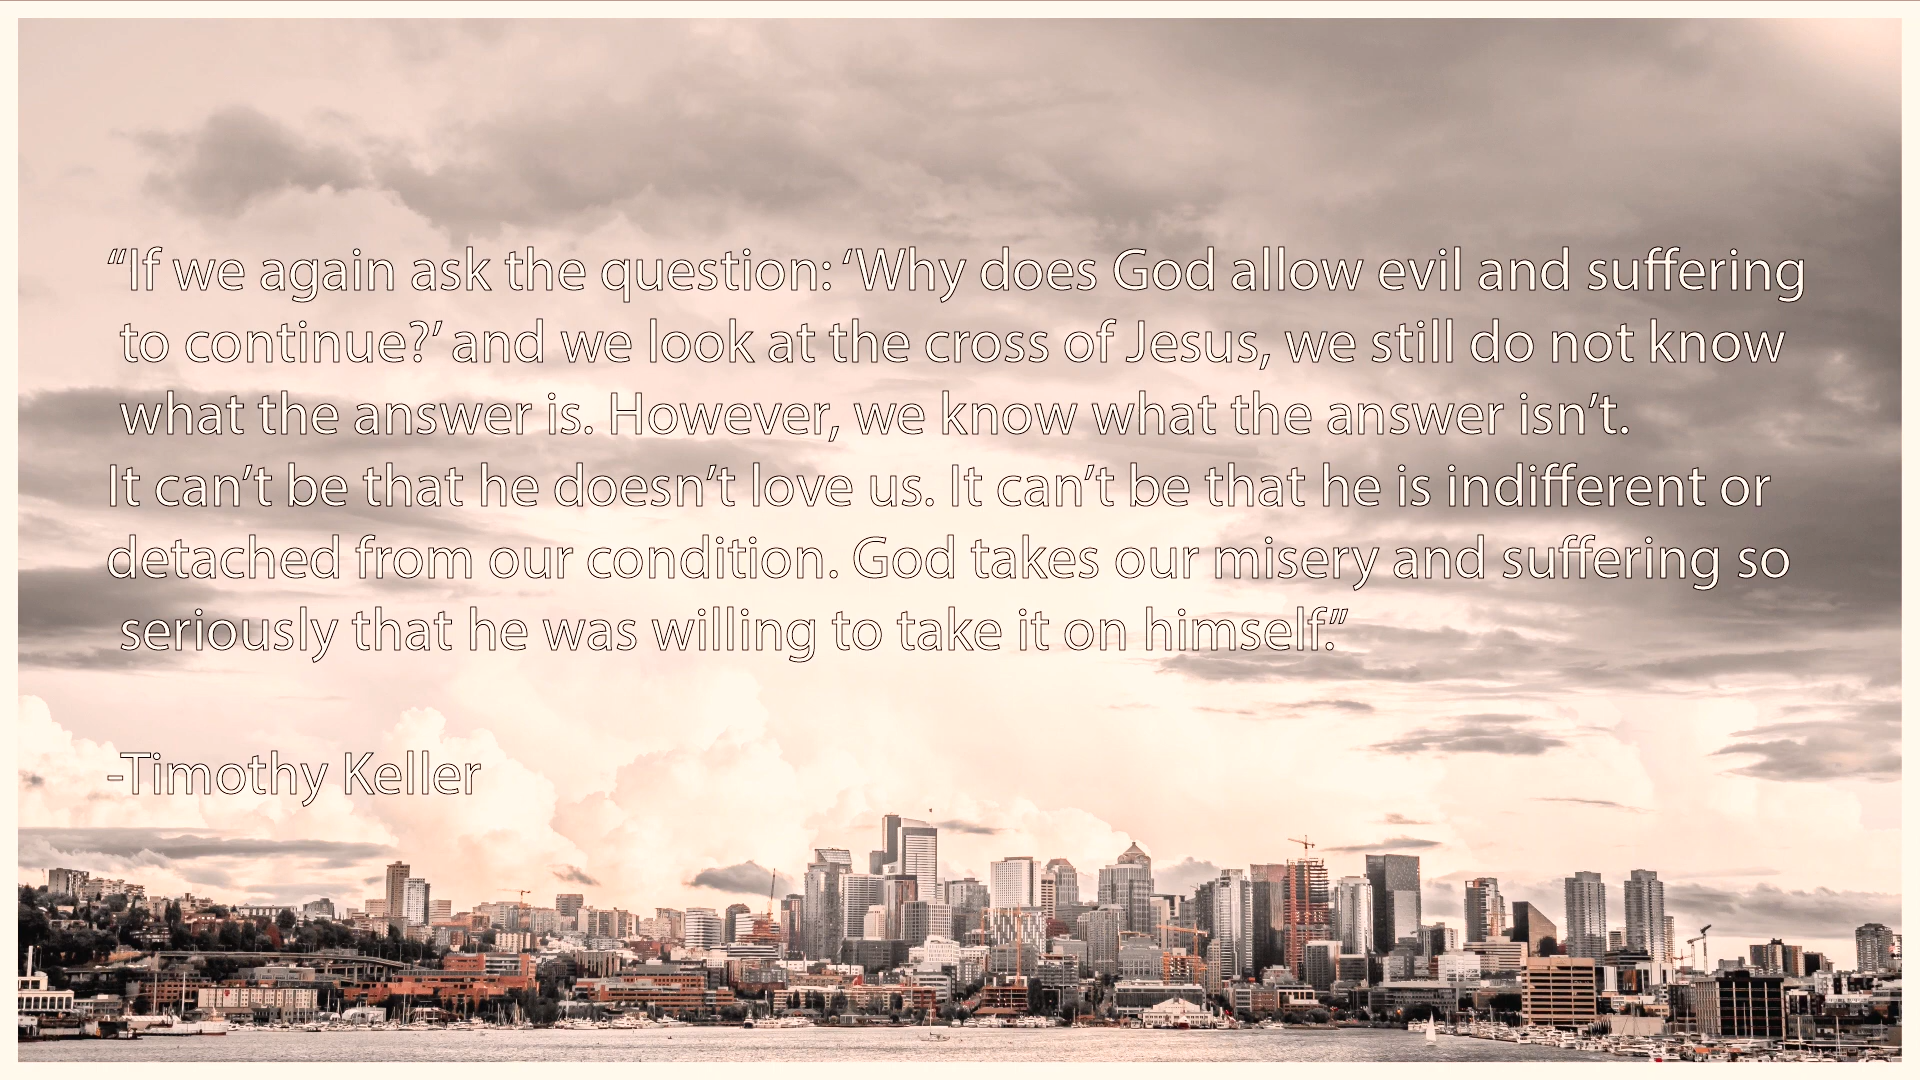 “If we again ask the question: ‘Why does God allow evil and suffering
to continue?’ and we look at the cross of Jesus, we still do not know
what the answer is. However, we know what the answer isn’t.
It can’t be that he doesn’t love us. It can’t be that he is indifferent or
detached from our condition. God takes our misery and suffering so
seriously that he was willing to take it on himself.”
-Timothy Keller